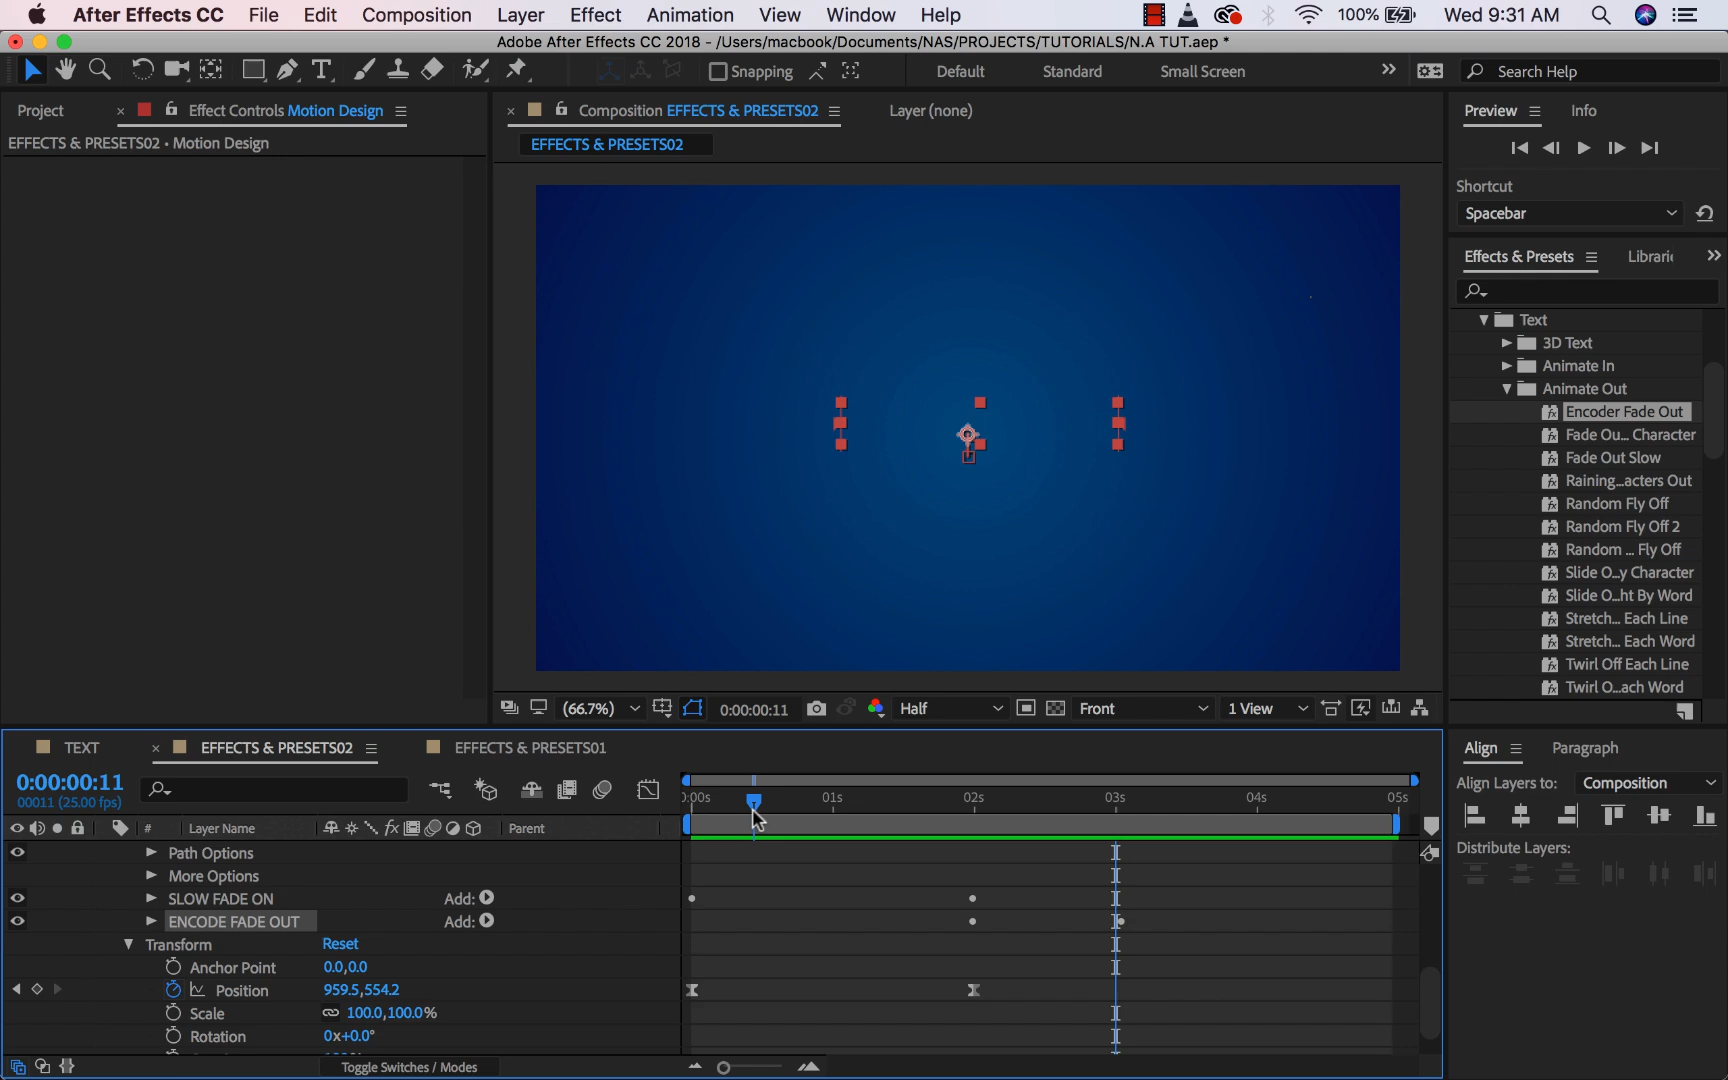 After Effects CC File Edit Composition Layer Effect Animation View Window Help 100% Wed 9:31 AM
Adobe After Effects CC 2018 - /Users/macbook/Documents/NAS/PROJECTS/TUTORIALS/N.A TUT.aep *
T Snapping Default Standard Small Screen Search Help
Project Effect Controls Motion Design Composition EFFECTS & PRESETS02 Layer (none) Preview Info
EFFECTS & PRESETS02 • Motion Design EFFECTS & PRESETS02
Shortcut
Spacebar
Effects & Presets Librari
Text
3D Text
Animate In
Animate Out
Encoder Fade Out
Fade Ou... Character
Fade Out Slow
Raining...acters Out
Random Fly Off
Random Fly Off 2
Random ... Fly Off
Slide O...y Character
Slide O...ht By Word
Stretch... Each Line
Stretch... Each Word
Twirl Off Each Line
Twirl O...ach Word
(66.7%) 0:00:00:11 Half Front 1 View
TEXT EFFECTS & PRESETS02 EFFECTS & PRESETS01
0:00:00:11
00011 (25.00 fps)
):00s 01s 02s 03s 04s 05s
# Layer Name fx Parent
Path Options
More Options
SLOW FADE ON Add:
ENCODE FADE OUT Add:
Transform Reset
Anchor Point 0.0,0.0
Position 959.5,554.2
Scale 100.0,100.0%
Rotation 0x+0.0°
Toggle Switches / Modes
Align Paragraph
Align Layers to: Composition
Distribute Layers: